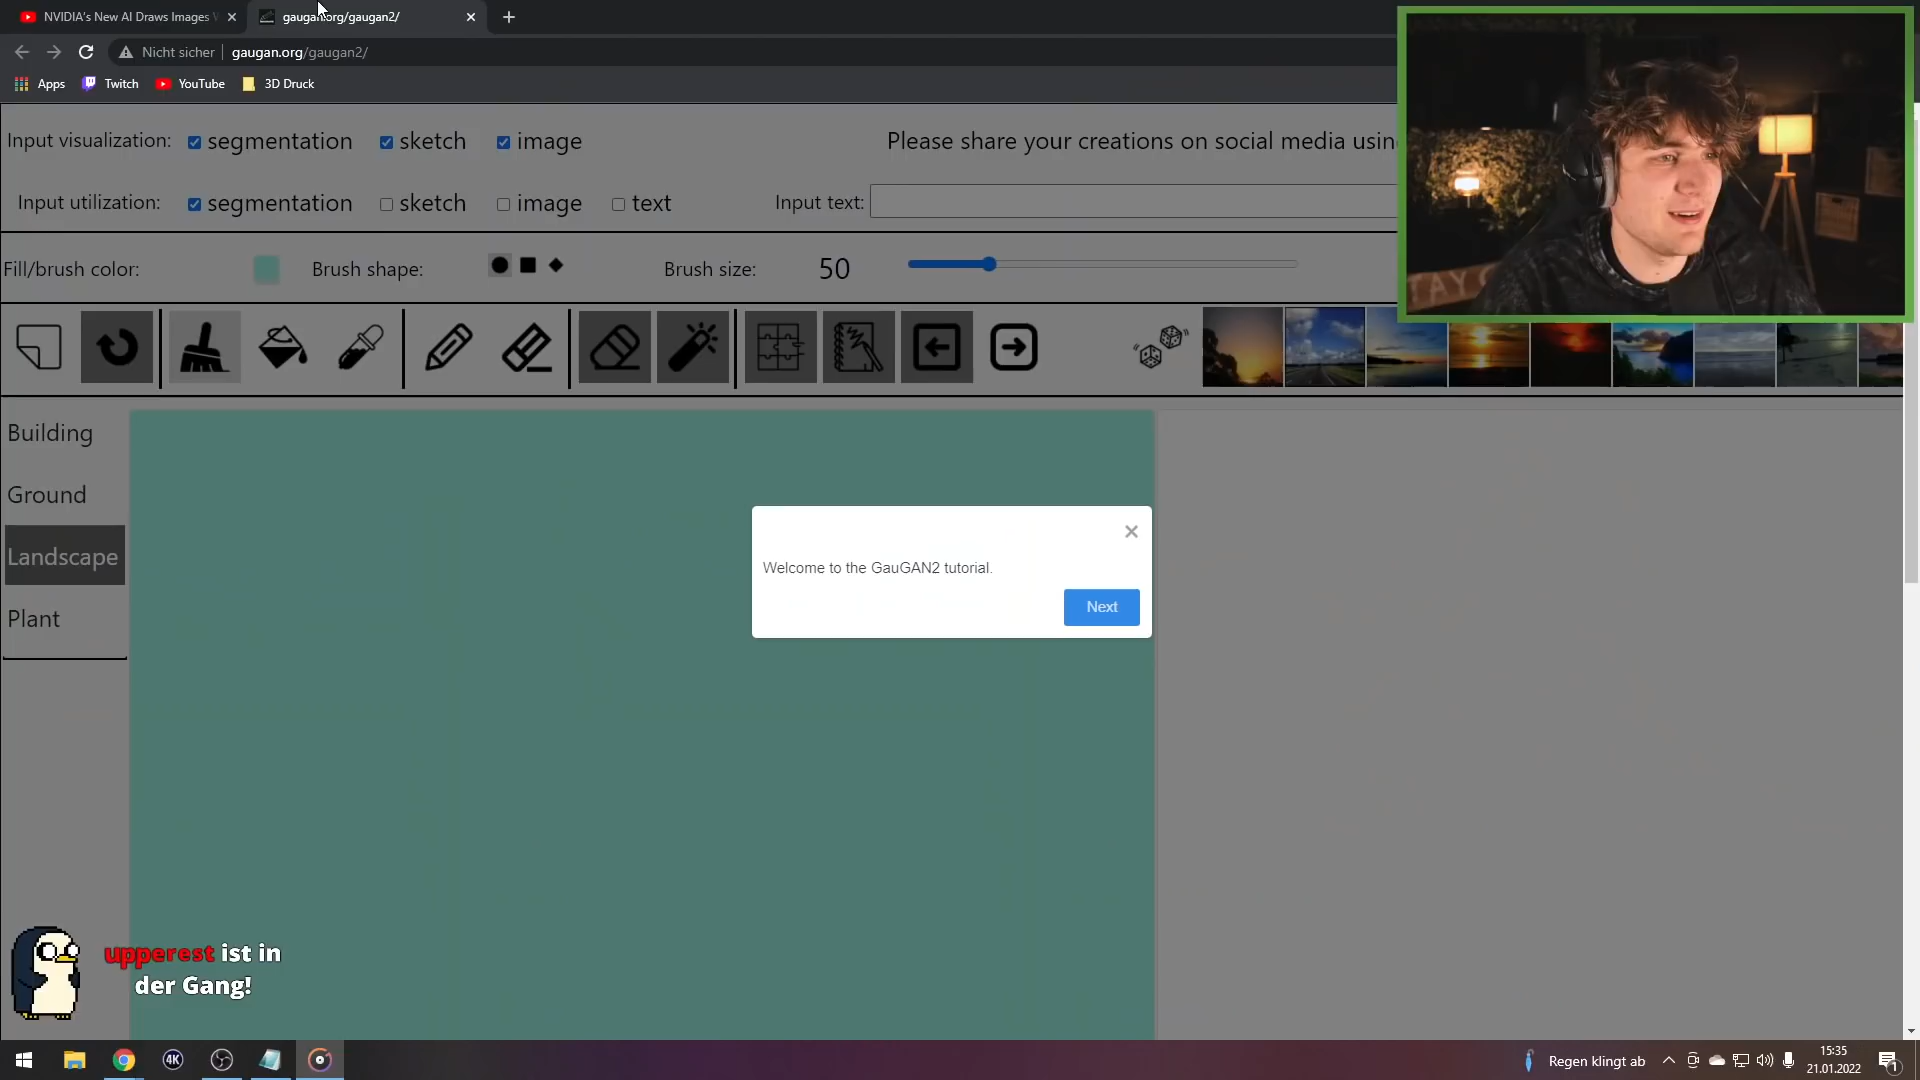 NVIDIA's New AI Draws Images
gaugan.org/gaugan2/
Nicht sicher
gaugan.org/gaugan2/
Apps
Twitch
YouTube
3D Druck
Input visualization:
segmentation
sketch
image
Please share your creations on social media
Input utilization:
segmentation
sketch
image
text
Input text:
Fill/brush color:
Brush shape:
Brush size:
50
Building
Ground
Landscape
Plant
Welcome to the GauGAN2 tutorial.
Next
upperest ist in
der Gang!
4K
Regen klingt ab
15:35
21.01.2022
1